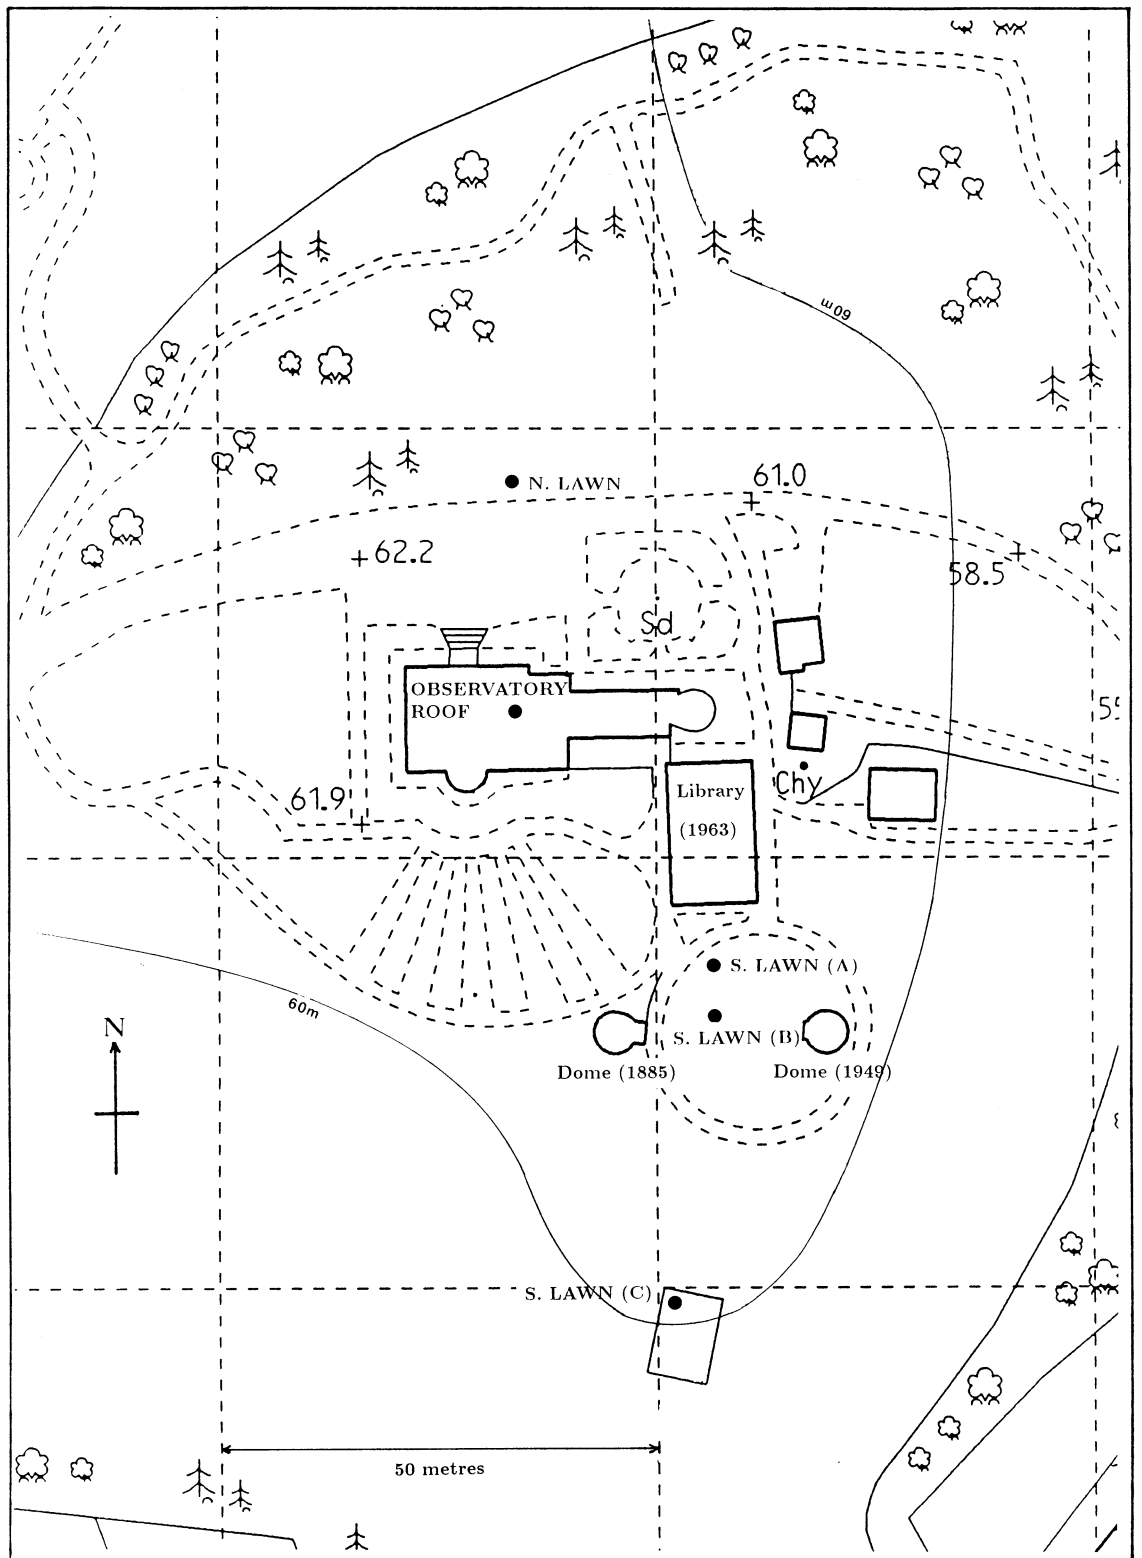 60m
61.0
N. LAWN
62.2
58.5
Sd
OBSERVATORY
ROOF
Chy
61.9
Library
(1963)
S. LAWN (A)
60m
S. LAWN (B)
N
Dome (1885)
Dome (1949)
S. LAWN (C)
50 metres